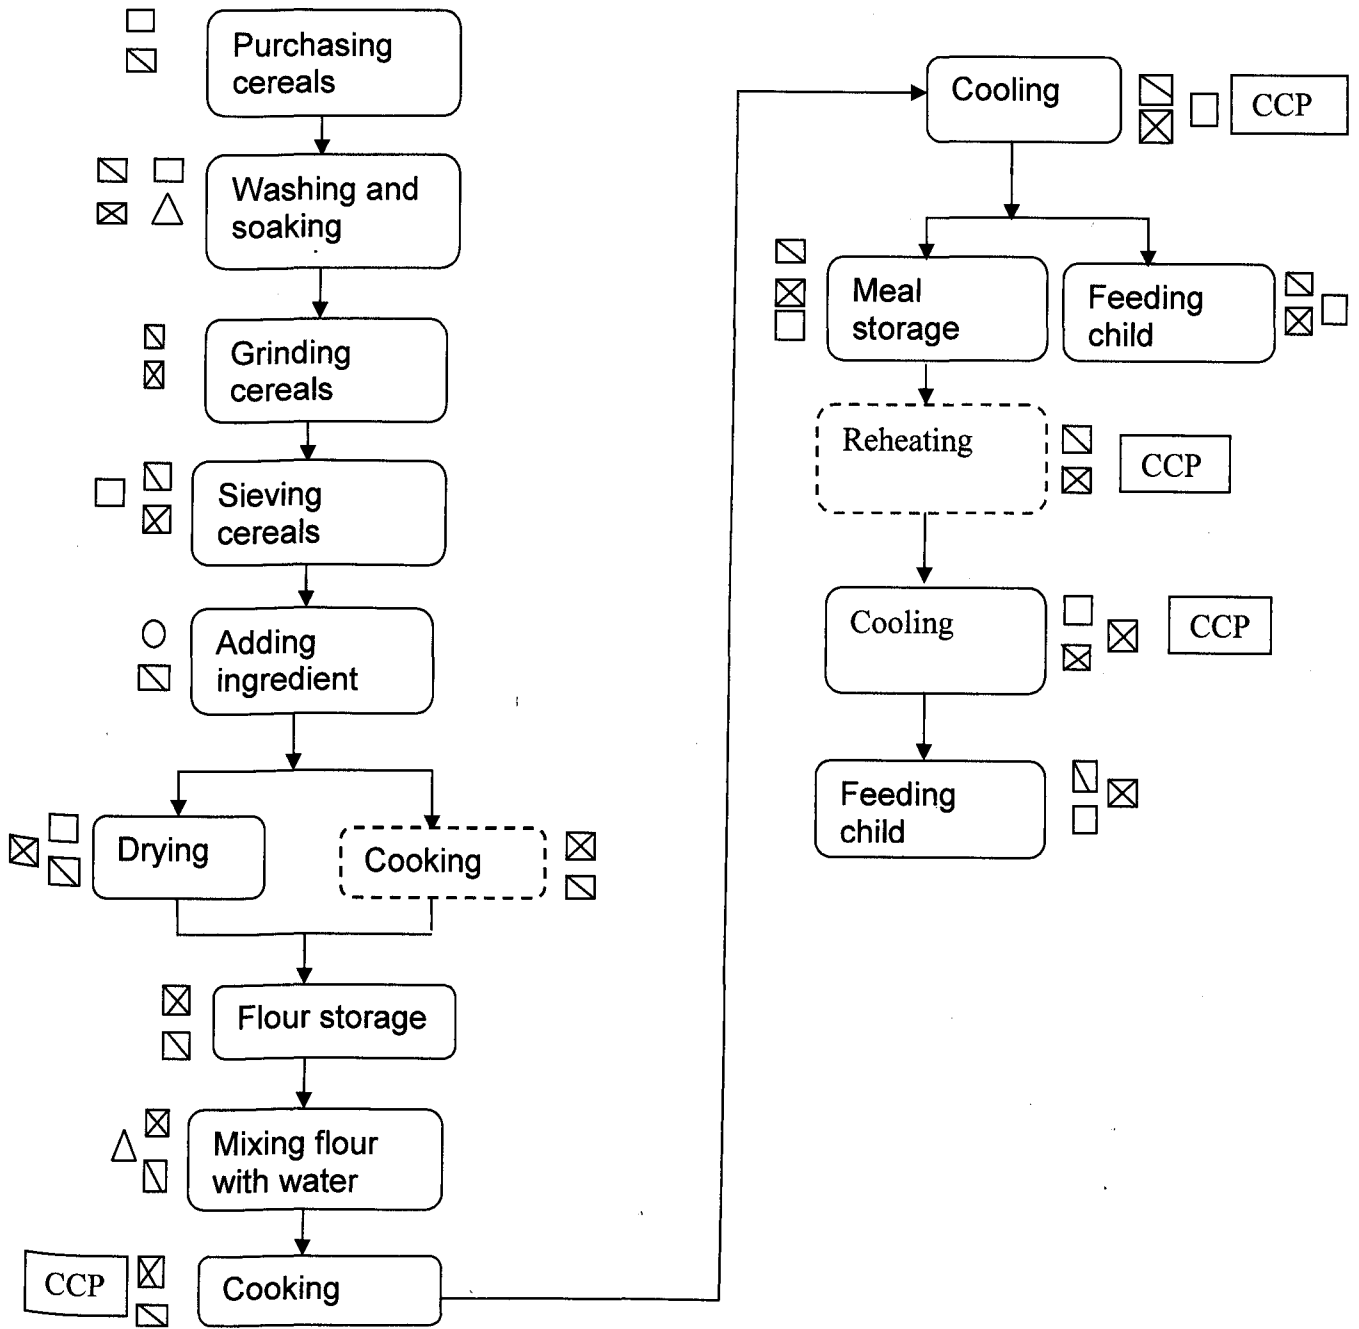 Purchasing
cereals
Washing and
soaking
Grinding
cereals
Sieving
cereals
Adding
ingredient
Drying
Cooking
Flour storage
Mixing flour
with water
CCP
Cooking
Cooling
CCP
Meal
storage
Feeding
child
Reheating
CCP
Cooling
CCP
Feeding
child